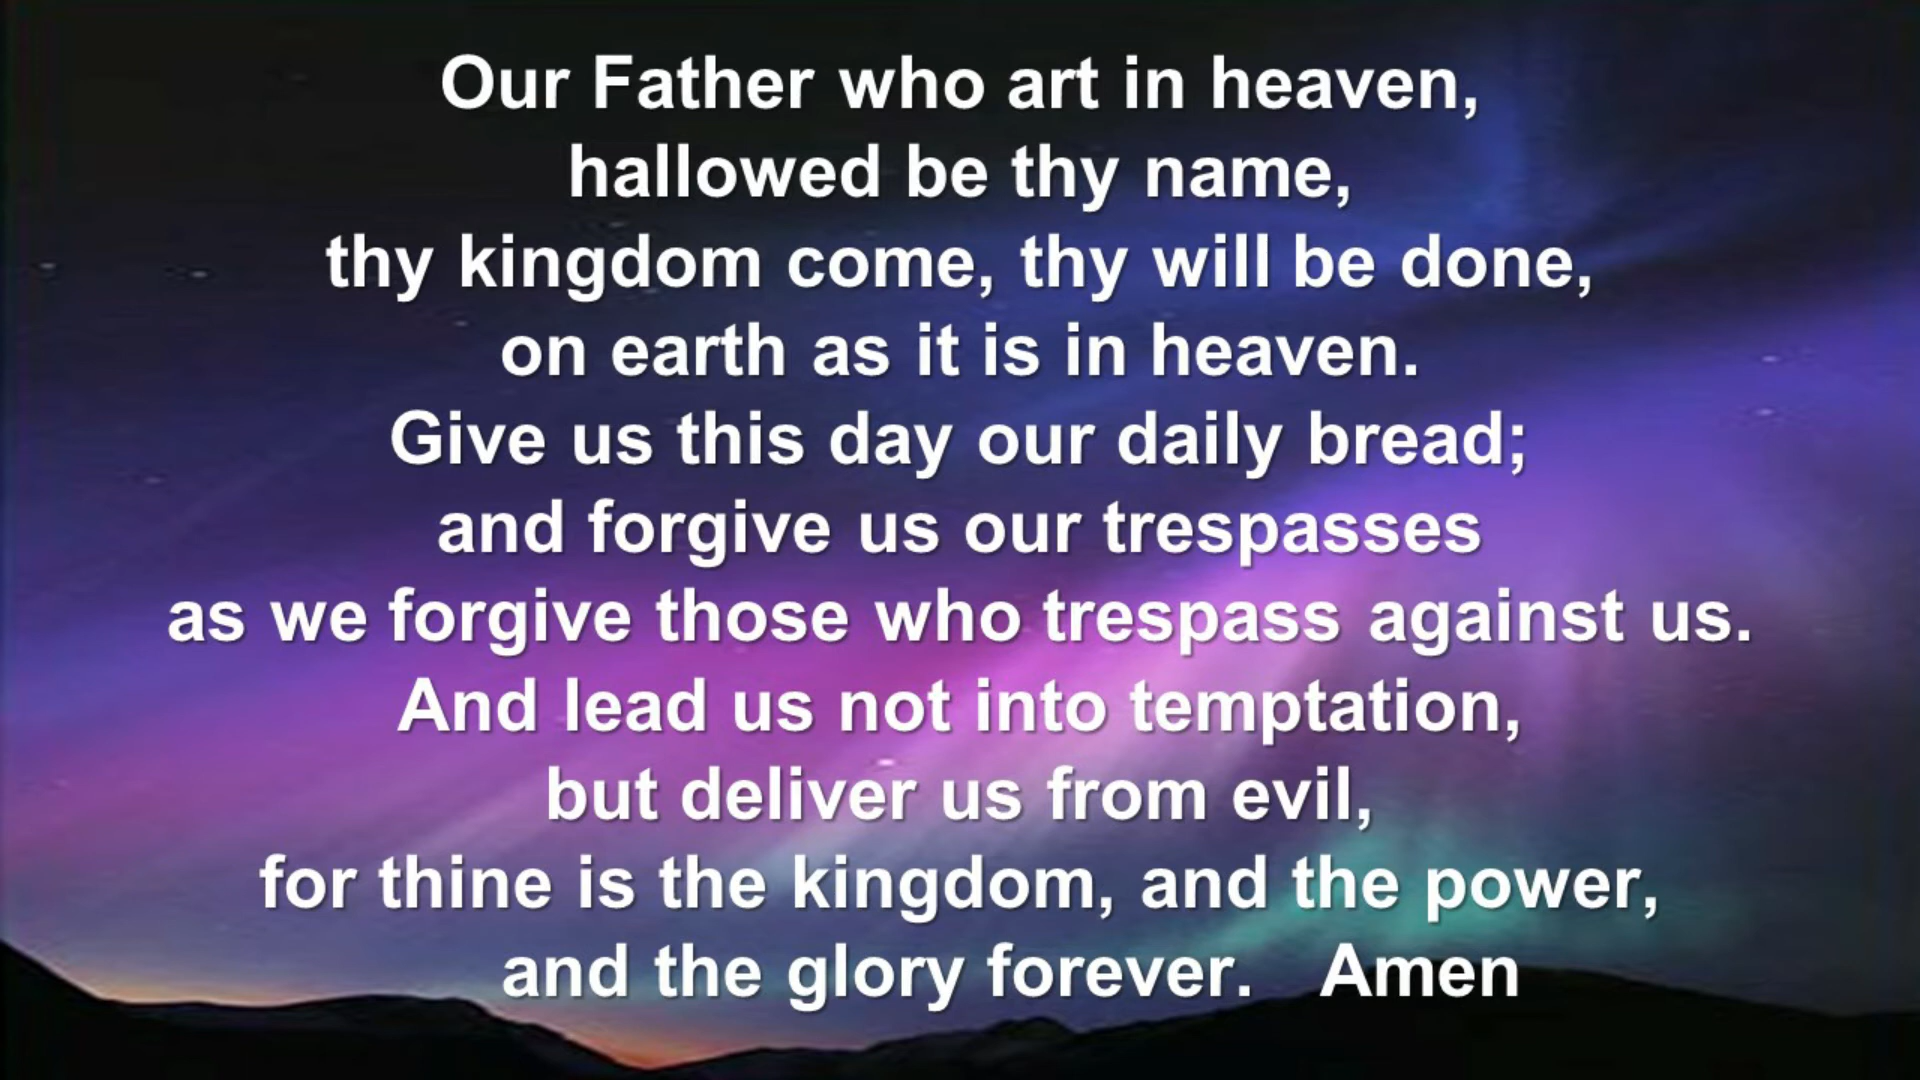 Our Father who art in heaven,
hallowed be thy name,
thy kingdom come, thy will be done,
on earth as it is in heaven.
Give us this day our daily bread;
and forgive us our trespasses
as we forgive those who trespass against us.
And lead us not into temptation,
but deliver us from evil,
for thine is the kingdom, and the power,
and the glory forever.   Amen